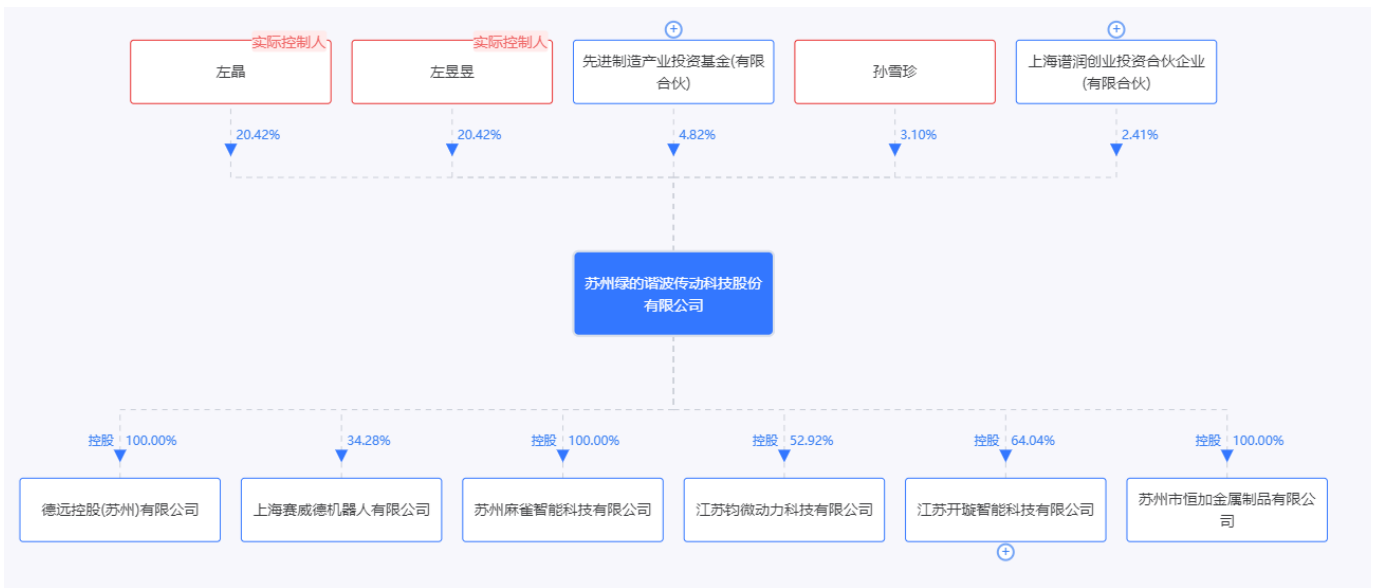 实际控制人
实际控制人
左晶
左昱昱
先进制造产业投资基金(有限
合伙)
孙雪珍
上海谱润创业投资合伙企业
(有限合伙)
20.42%
20.42%
4.82%
3.10%
2.41%
苏州绿的谐波传动科技股份
有限公司
控股 100.00%
34.28%
控股 100.00%
控股 52.92%
控股 64.04%
控股 100.00%
德远控股(苏州)有限公司
上海赛威德机器人有限公司
苏州麻雀智能科技有限公司
江苏钧微动力科技有限公司
江苏开璇智能科技有限公司
苏州市恒加金属制品有限公
司